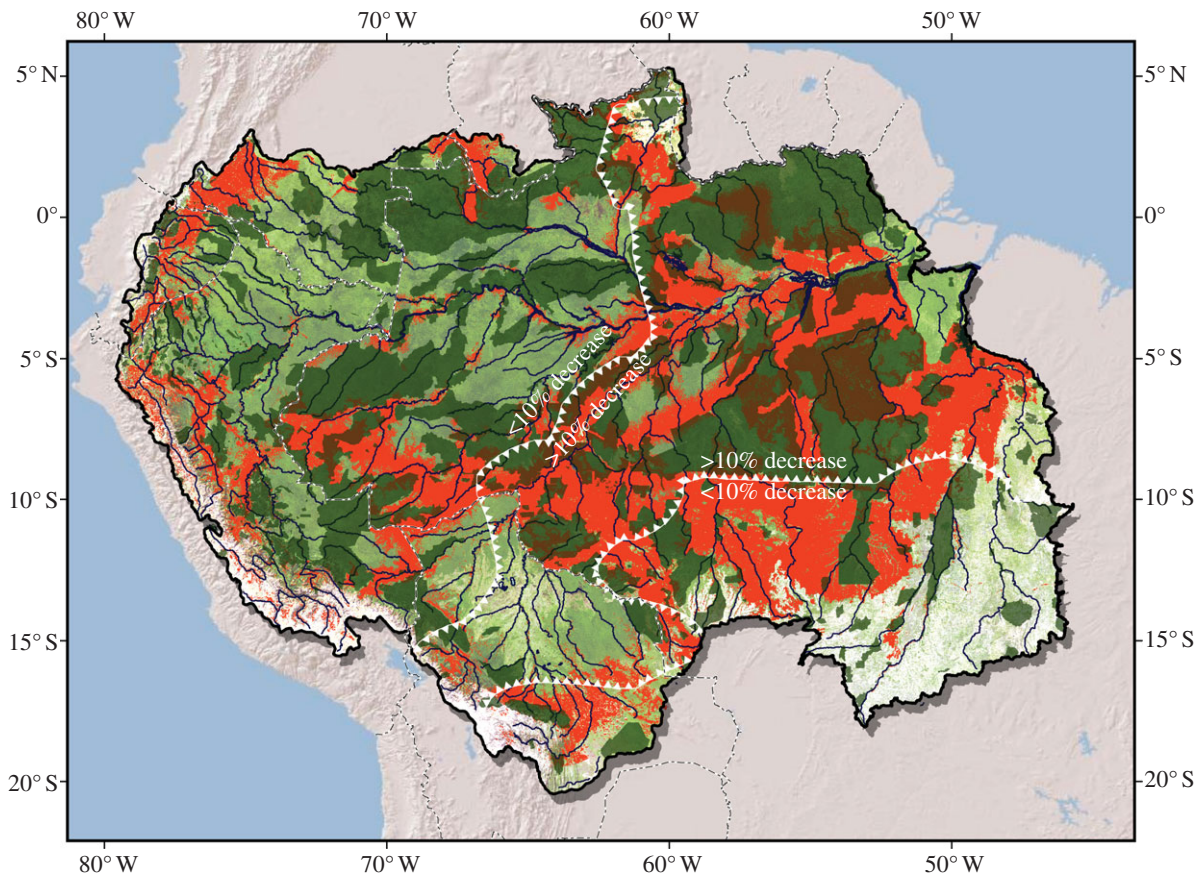 80° W 70° W 60° W 50° W
5° N 5° N
0° 0°
5° S 5° S
<10% decrease
>10% decrease
>10% decrease
<10% decrease
10° S 10° S
15° S 15° S
20° S 20° S
80° W 70° W 60° W 50° W